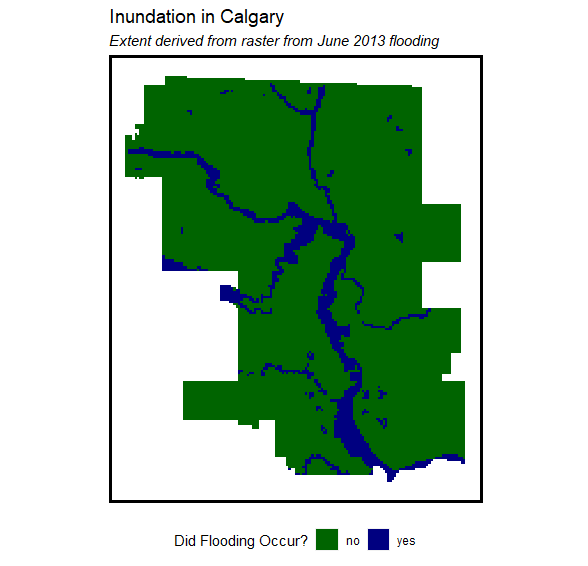 Inundation in Calgary
Extent derived from raster from June 2013 flooding
Did Flooding Occur? no yes